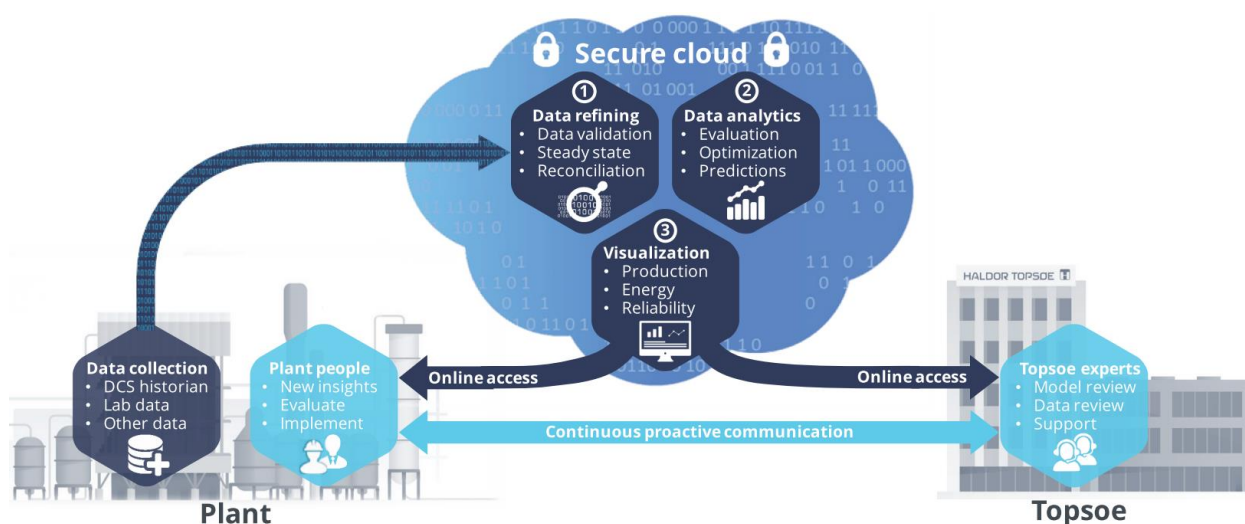 Secure cloud
1
Data refining
• Data validation
• Steady state
• Reconciliation
2
Data analytics
• Evaluation
• Optimization
• Predictions
3
Visualization
• Production
• Energy
• Reliability
HALDOR TOPSOE
Data collection
• DCS historian
• Lab data
• Other data
Plant people
• New insights
• Evaluate
• Implement
Online access
Online access
Topsoe experts
• Model review
• Data review
• Support
Continuous proactive communication
Plant
Topsoe